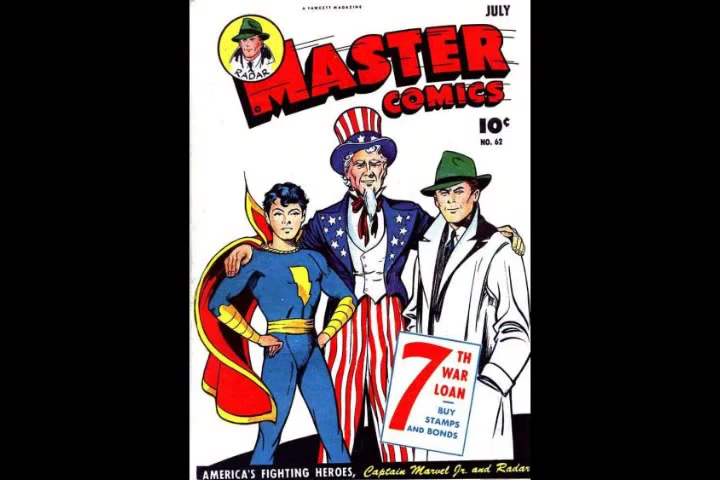 A FAWCETT MAGAZINE
JULY
RADAR
MASTER
COMICS
10¢
NO. 62
7TH
WAR
LOAN
BUY
STAMPS
AND BONDS
AMERICA'S FIGHTING HEROES, Captain Marvel Jr. and Radar